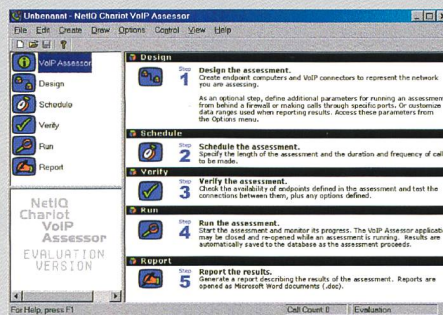 Unbenannt - NetIQ Chariot VoIP Assessor
File Edit Create Draw Options Control View Help
VoIP Assessor
Design
Schedule
Verify
Run
Report
NetIQ
Chariot
VoIP
Assessor
EVALUATION
VERSION
Design
Step 1
Design the assessment.
Create endpoint computers and VoIP connectors to represent the network
you are assessing.
As an optional step, define additional parameters for running an assessmen
from behind a firewall or making calls through specific ports. Or customize
data ranges used when reporting results. Access these parameters from
the Options menu.
Schedule
Step 2
Schedule the assessment.
Specify the length of the assessment and the duration and frequency of call
to be made.
Verify
Step 3
Verify the assessment.
Check the availability of endpoints defined in the assessment and test the
connections between them, plus any options defined.
Run
Step 4
Run the assessment.
Start the assessment and monitor its progress. The VoIP Assessor applicati
may be closed and re-opened while an assessment is running. Results are
automatically saved to the database as the assessment proceeds.
Report
Step 5
Report the results.
Generate a report describing the results of the assessment. Reports are
opened as Microsoft Word documents (.doc).
For Help, press F1
Call Count 0
Evaluation